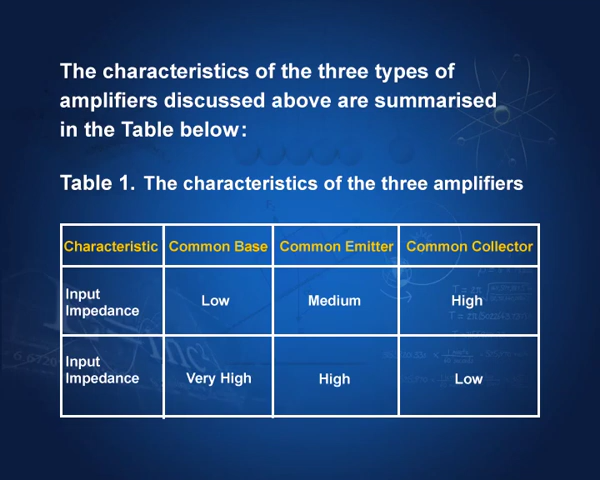 The characteristics of the three types of
amplifiers discussed above are summarised
in the Table below:
Table 1. The characteristics of the three amplifiers
Characteristic Common Base Common Emitter Common Collector
Input
Impedance Low Medium High
Input
Impedance Very High High Low